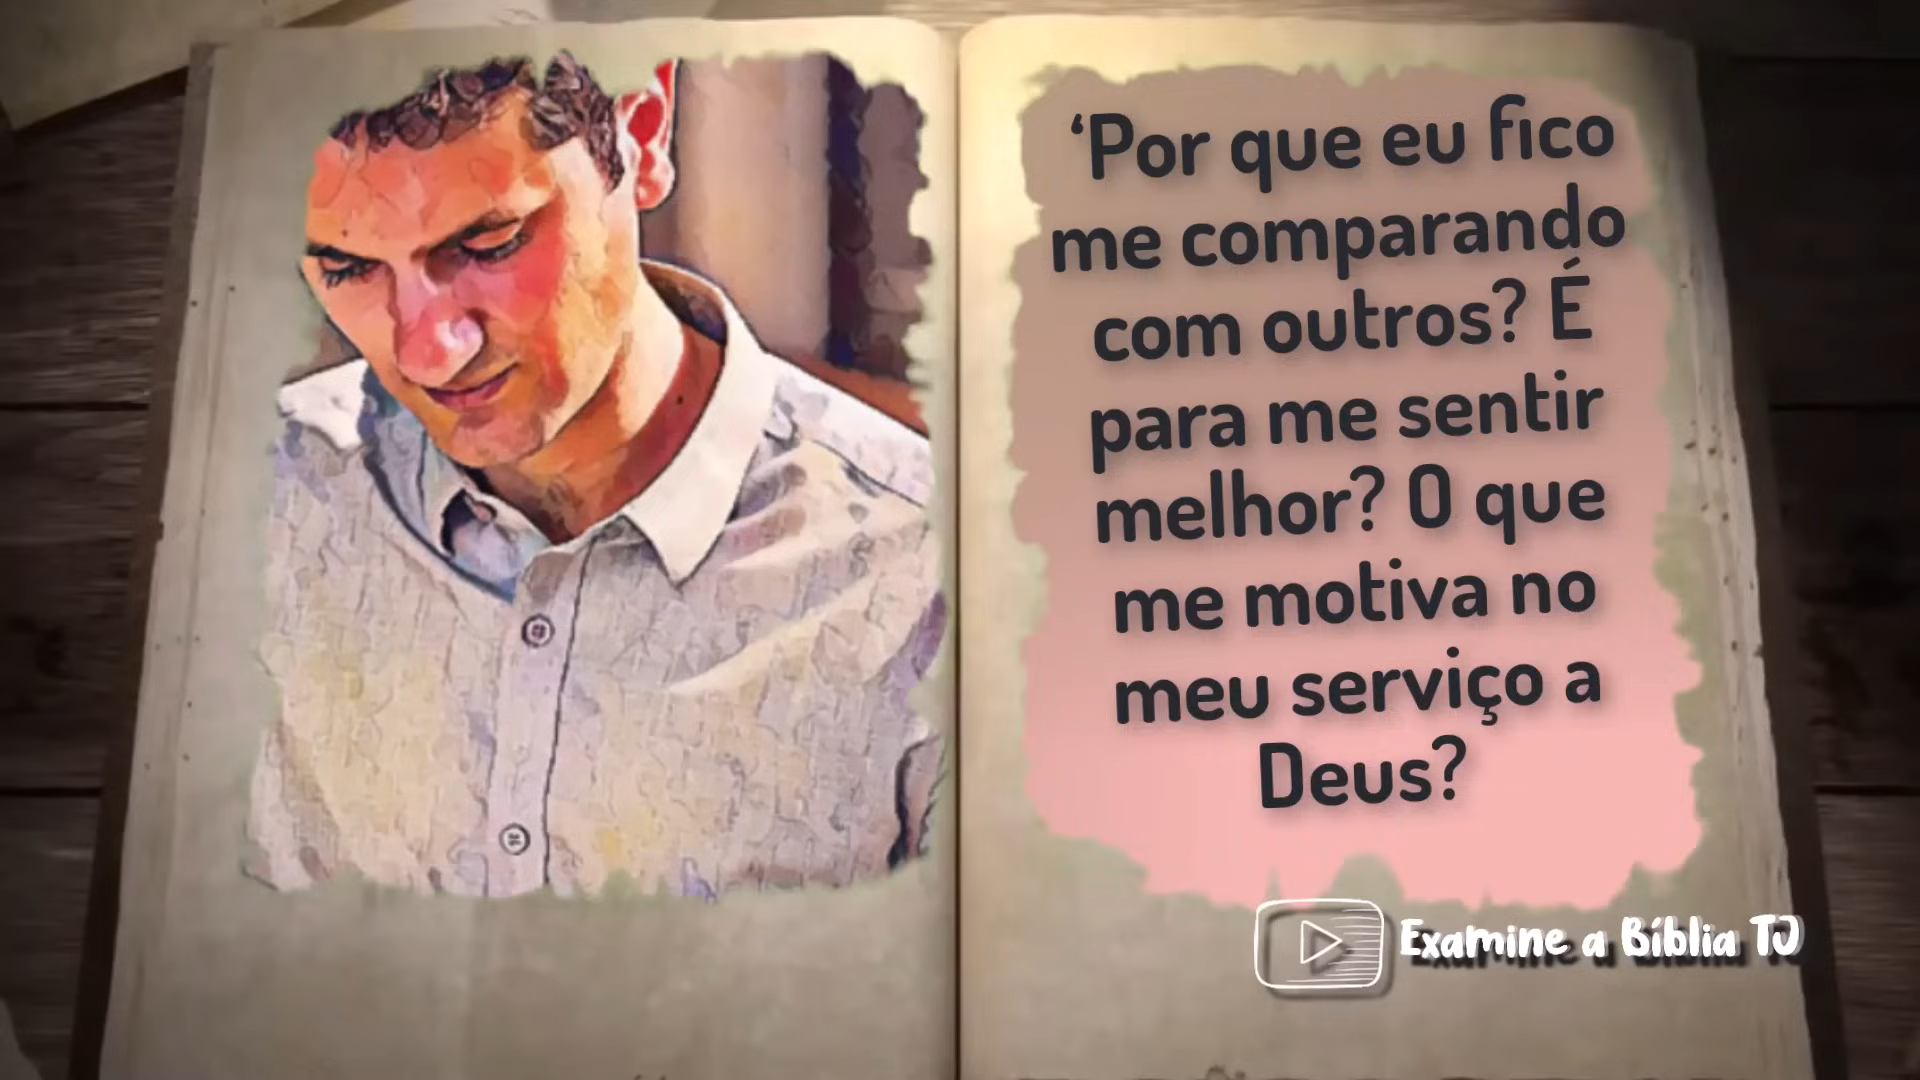 ‘Por que eu fico
me comparando
com outros? É
para me sentir
melhor? O que
me motiva no
meu serviço a
Deus?
Examine a Bíblia TJ